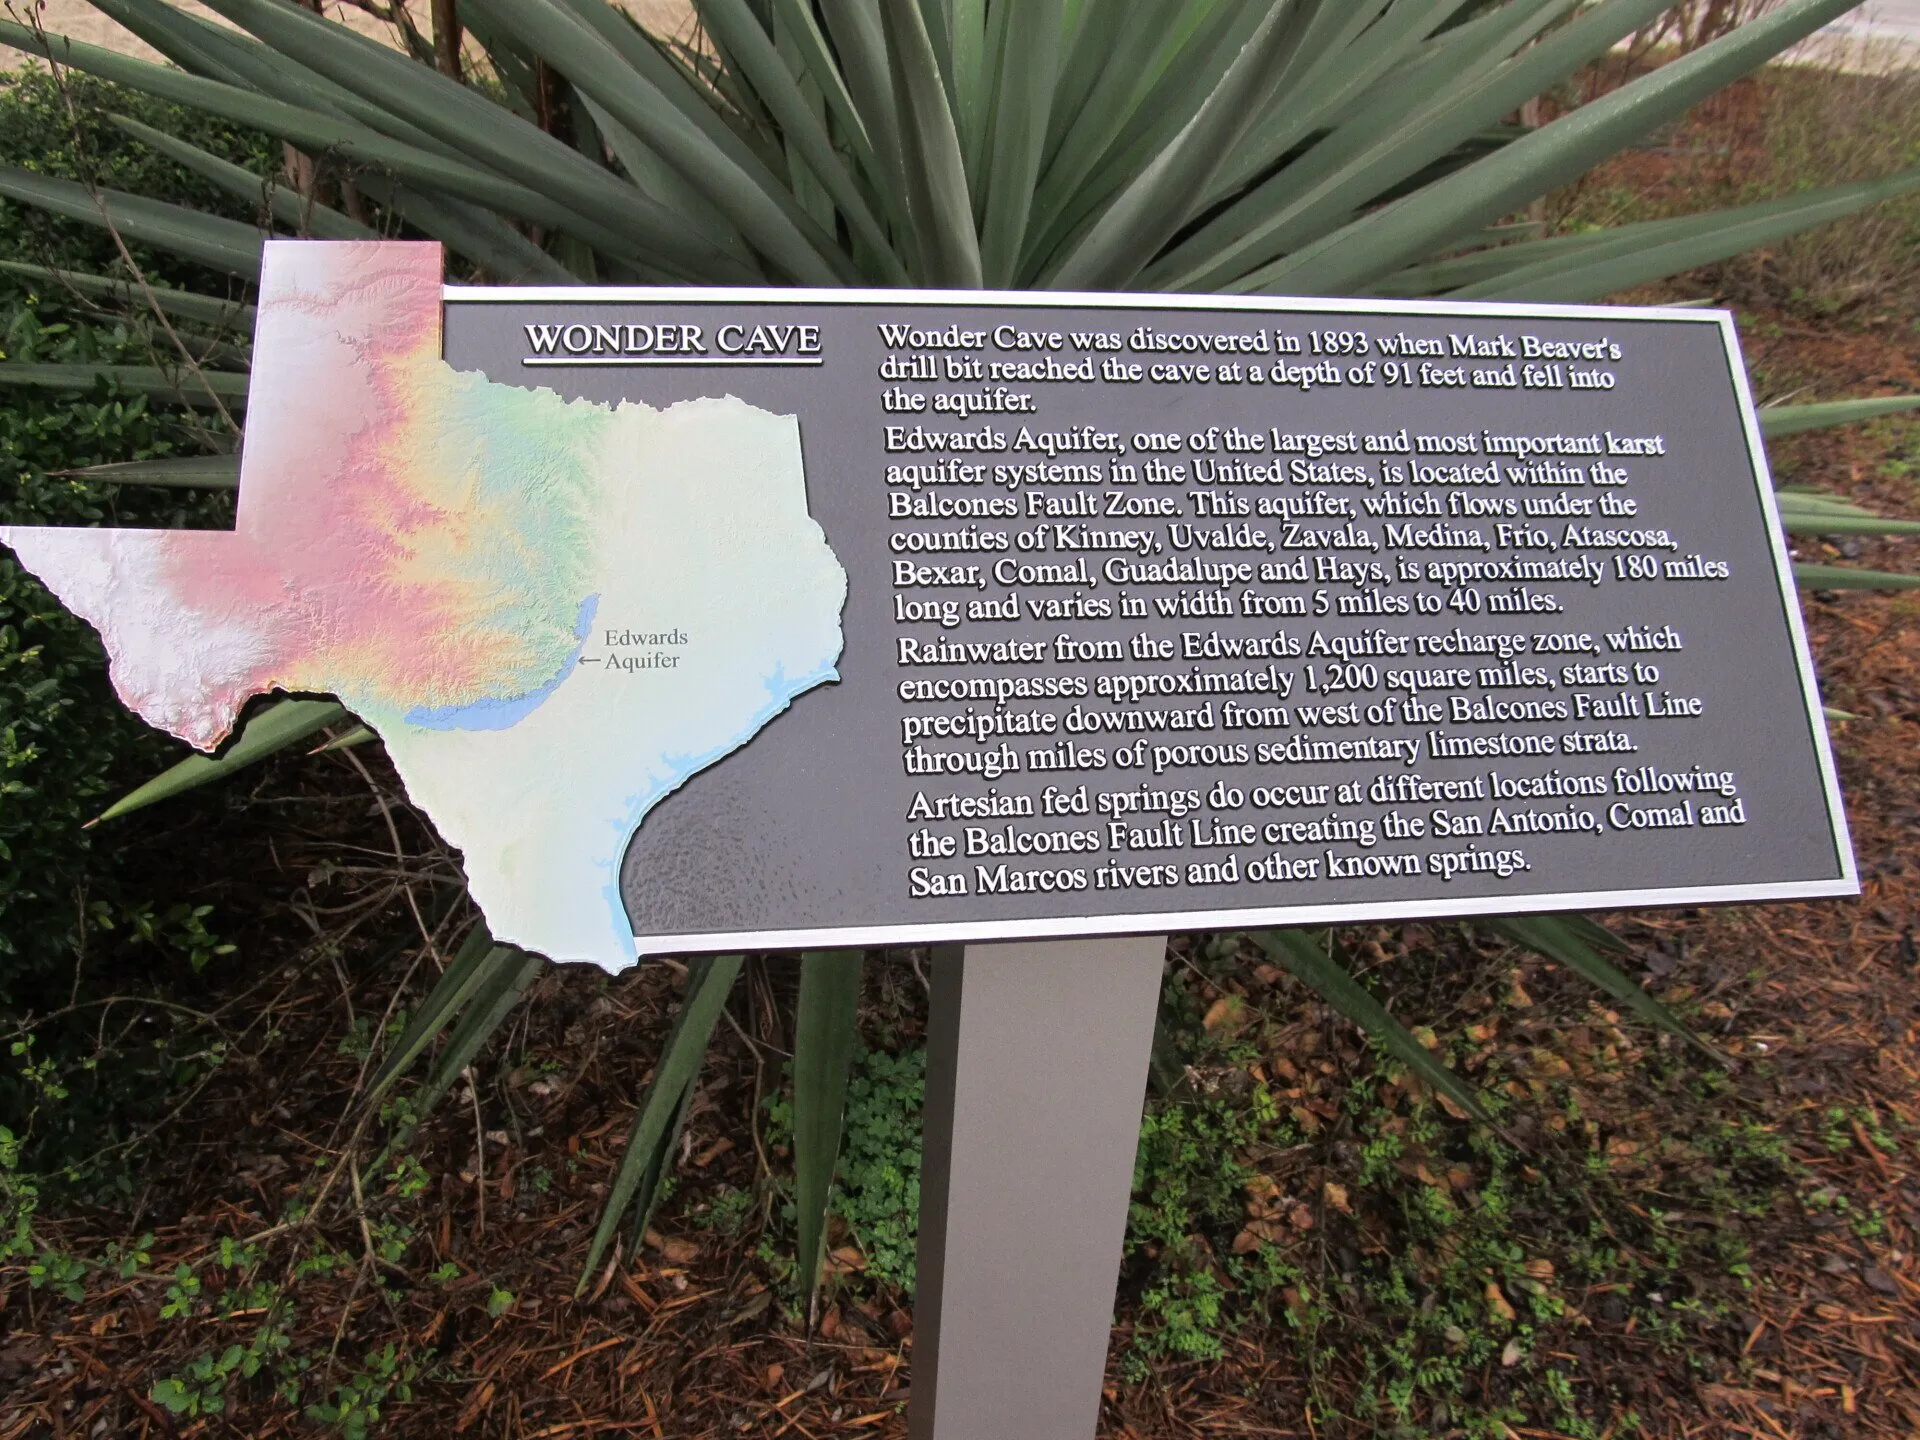 WONDER CAVE
Wonder Cave was discovered in 1893 when Mark Beaver's
drill bit reached the cave at a depth of 91 feet and fell into
the aquifer.
Edwards Aquifer, one of the largest and most important karst
aquifer systems in the United States, is located within the
Balcones Fault Zone. This aquifer, which flows under the
counties of Kinney, Uvalde, Zavala, Medina, Frio, Atascosa,
Bexar, Comal, Guadalupe and Hays, is approximately 180 miles
long and varies in width from 5 miles to 40 miles.
Rainwater from the Edwards Aquifer recharge zone, which
encompasses approximately 1,200 square miles, starts to
precipitate downward from west of the Balcones Fault Line
through miles of porous sedimentary limestone strata.
Artesian fed springs do occur at different locations following
the Balcones Fault Line creating the San Antonio, Comal and
San Marcos rivers and other known springs.
Edwards
←Aquifer